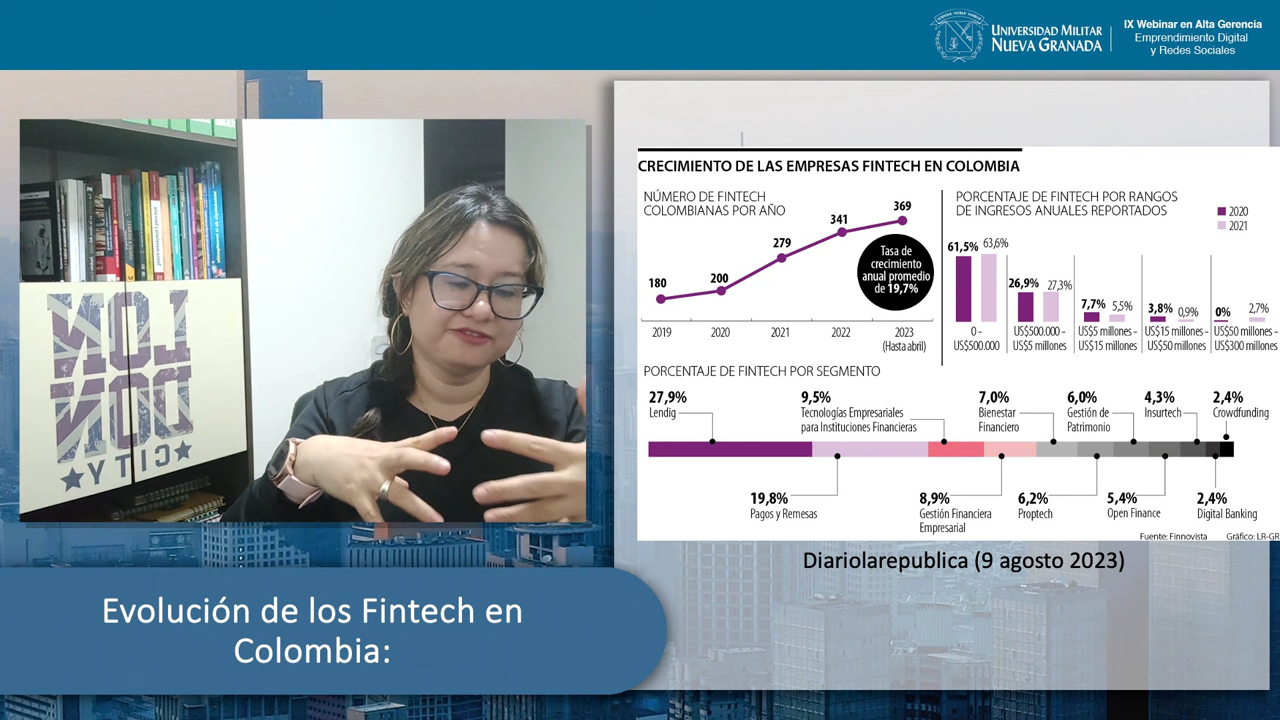 UNIVERSIDAD MILITAR
NUEVA GRANADA
IX Webinar en Alta Gerencia
Emprendimiento Digital
y Redes Sociales
CRECIMIENTO DE LAS EMPRESAS FINTECH EN COLOMBIA
NÚMERO DE FINTECH
COLOMBIANAS POR AÑO
180
200
279
341
369
Tasa de
crecimiento
anual promedio
de 19,7%
2019
2020
2021
2022
2023
(Hasta abril)
PORCENTAJE DE FINTECH POR RANGOS
DE INGRESOS ANUALES REPORTADOS
2020
2021
61,5%
63,6%
26,9%
27,3%
7,7%
5,5%
3,8%
0,9%
0%
2,7%
0 –
US$500.000
US$500.000 –
US$5 millones
US$5 millones –
US$15 millones
US$15 millones –
US$50 millones
US$50 millones –
US$300 millones
PORCENTAJE DE FINTECH POR SEGMENTO
27,9%
Lendig
9,5%
Tecnologías Empresariales
para Instituciones Financieras
7,0%
Bienestar
Financiero
6,0%
Gestión de
Patrimonio
4,3%
Insurtech
2,4%
Crowdfunding
19,8%
Pagos y Remesas
8,9%
Gestión Financiera
Empresarial
6,2%
Proptech
5,4%
Open Finance
2,4%
Digital Banking
Fuente: Finnovista
Gráfico: LR-GR
Diariolarepublica (9 agosto 2023)
LON
DON
CITY
Evolución de los Fintech en
Colombia: